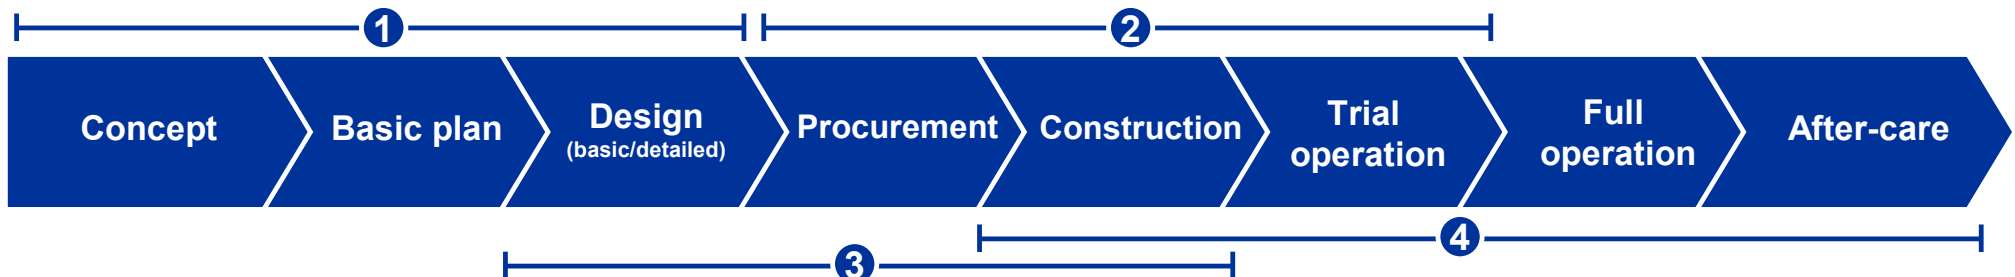 1
2
Concept
Basic plan
Design
(basic/detailed)
Procurement
Construction
Trial
operation
Full
operation
After-care
4
3